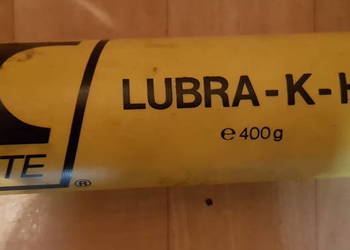 LUBRA-K-H
℮ 400g
TE
®